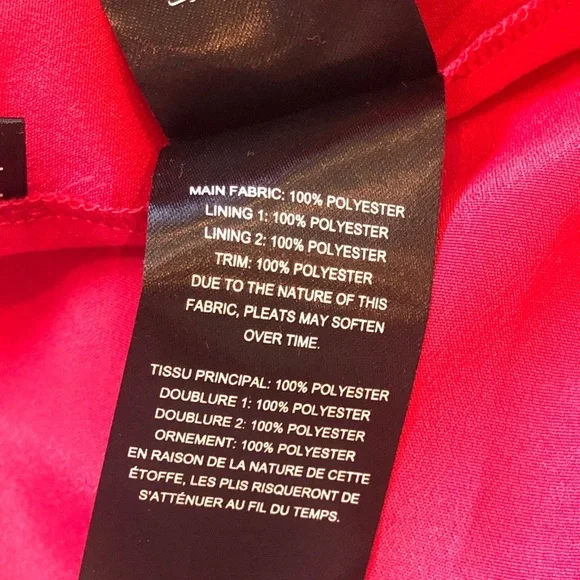 MAIN FABRIC: 100% POLYESTER
LINING 1: 100% POLYESTER
LINING 2: 100% POLYESTER
TRIM: 100% POLYESTER
DUE TO THE NATURE OF THIS
FABRIC, PLEATS MAY SOFTEN
OVER TIME.
TISSU PRINCIPAL: 100% POLYESTER
DOUBLURE 1: 100% POLYESTER
DOUBLURE 2: 100% POLYESTER
ORNEMENT: 100% POLYESTER
EN RAISON DE LA NATURE DE CETTE
ÉTOFFE, LES PLIS RISQUERONT DE
S'ATTÉNUER AU FIL DU TEMPS.